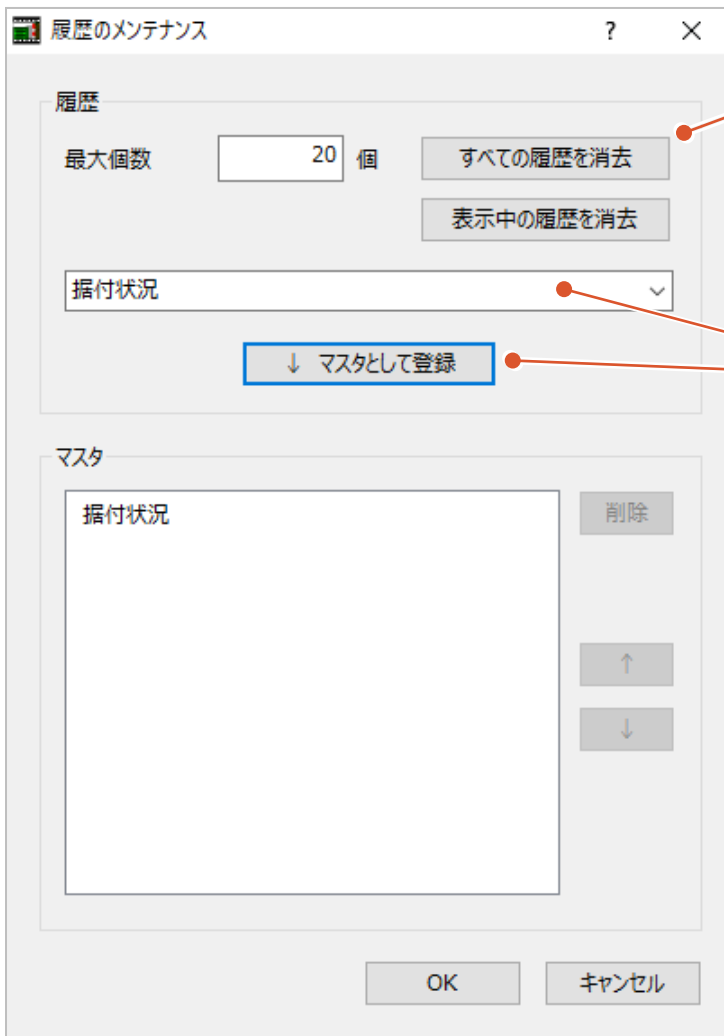 履歴のメンテナンス ? ×
履歴
最大個数 20 個 すべての履歴を消去
表示中の履歴を消去
据付状況
↓ マスタとして登録
マスタ
据付状況 削除
↑
↓
OK キャンセル